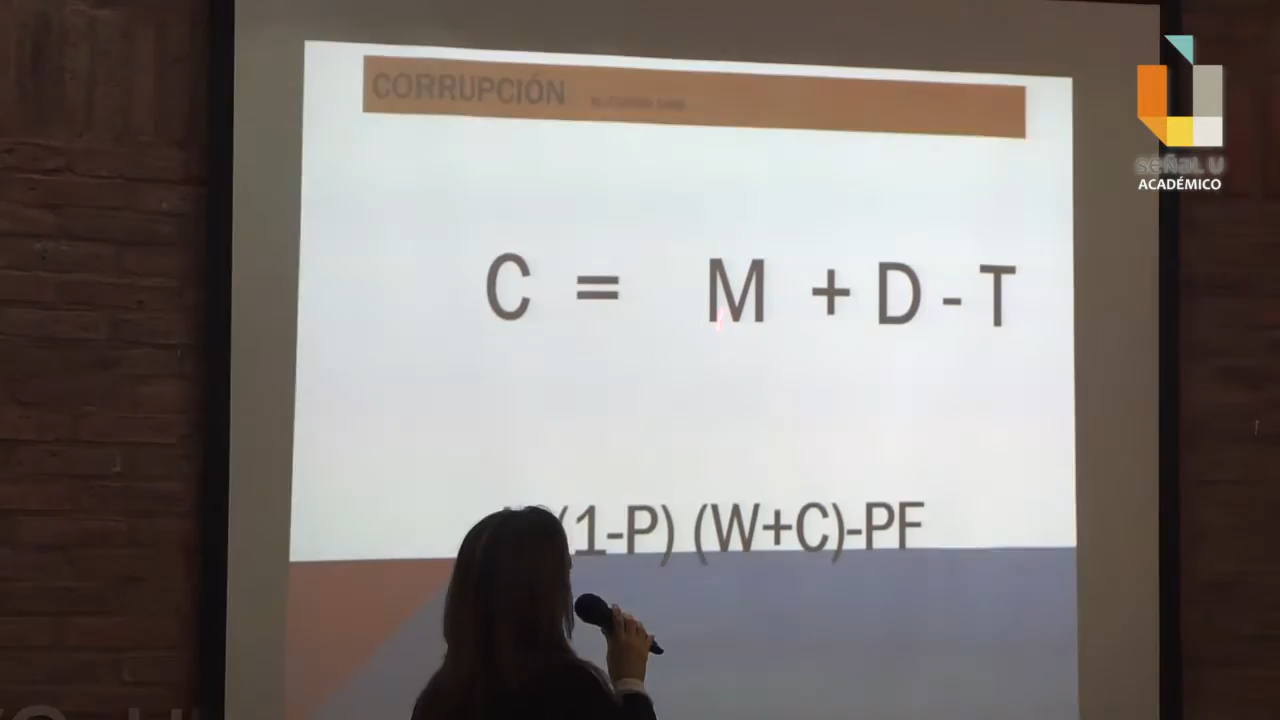 CORRUPCIÓN
C = M + D - T
(1-P) (W+C)-PF
señal u
ACADÉMICO